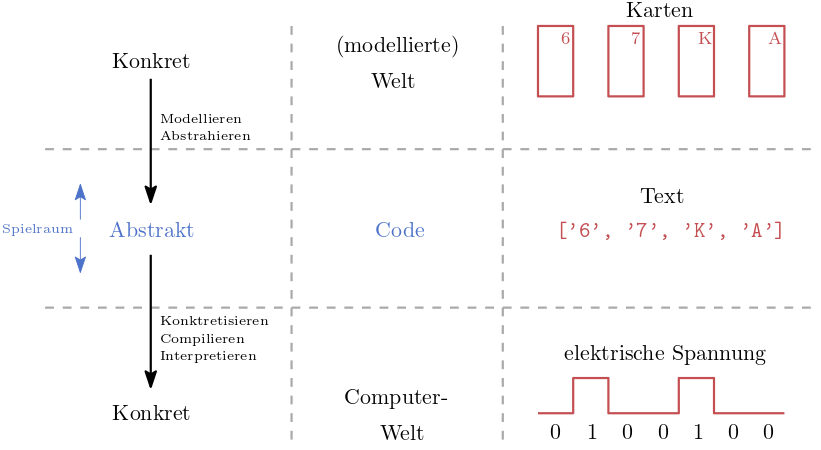 Karten
6 7 K A
Konkret
(modellierte)
Welt
Modellieren
Abstrahieren
Spielraum
Abstrakt
Code
Text
['6', '7', 'K', 'A']
Konktretisieren
Compilieren
Interpretieren
elektrische Spannung
Konkret
Computer-
Welt
0 1 0 0 1 0 0